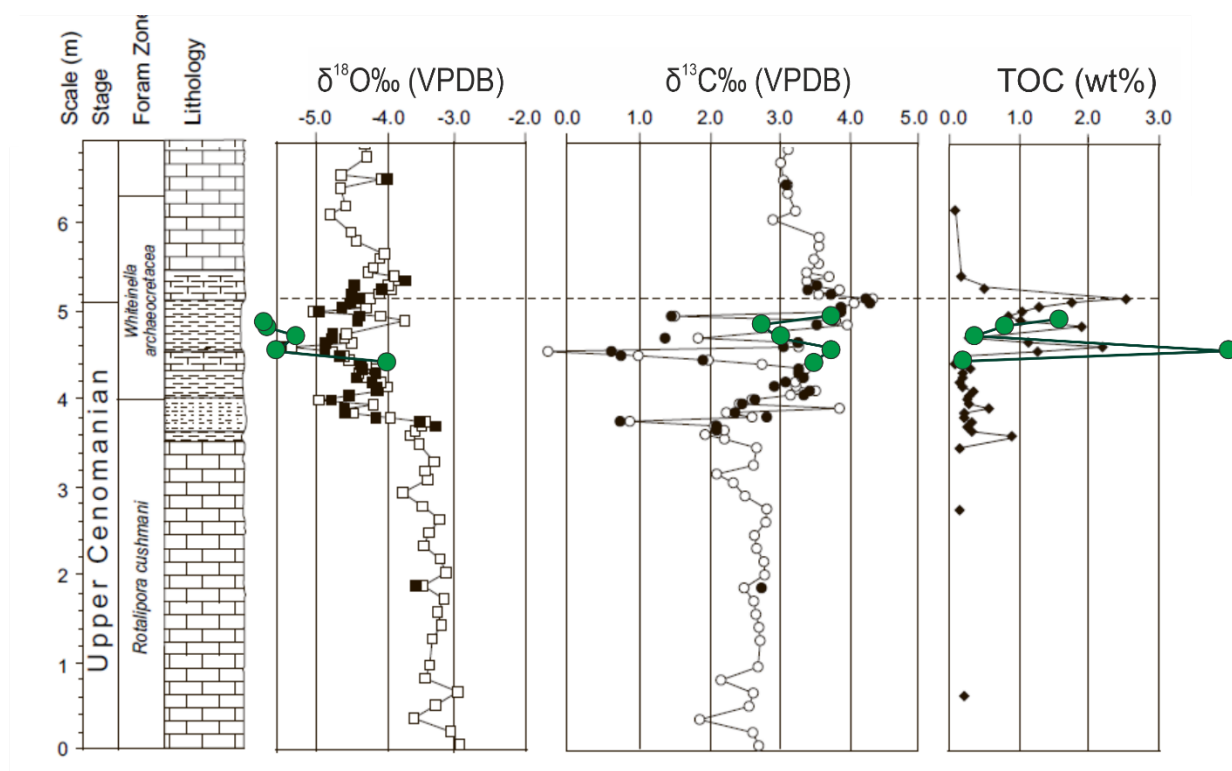 Scale (m)
Stage
Foram Zone
Lithology
δ¹⁸O‰ (VPDB)
δ¹³C‰ (VPDB)
TOC (wt%)
-5.0 -4.0 -3.0 -2.0
0.0 1.0 2.0 3.0 4.0 5.0
0.0 1.0 2.0 3.0
6
5
4
3
2
1
0
Upper Cenomanian
Whiteinella
archaeocretacea
Rotalipora cushmani